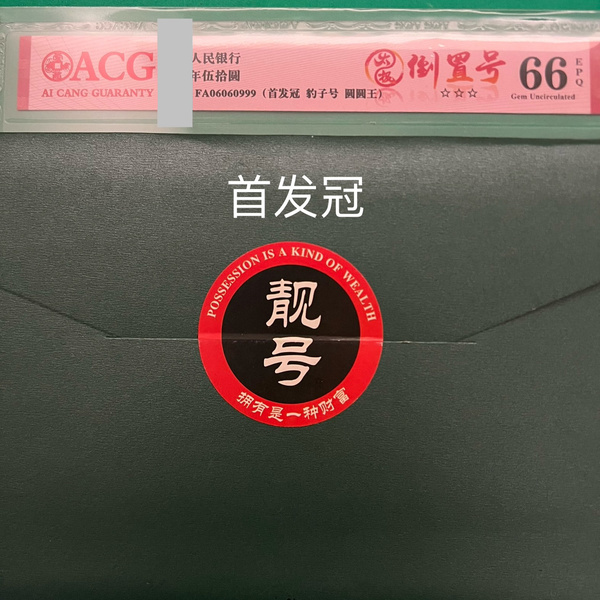 ACG
AI CANG GUARANTY
人民银行
年伍拾圆
FA06060999（首发冠 豹子号 圆圆王）
倒置号
☆☆☆
66
EPQ
Gem Uncirculated
首发冠
POSSESSION IS A KIND OF WEALTH
靓号
拥有是一种财富